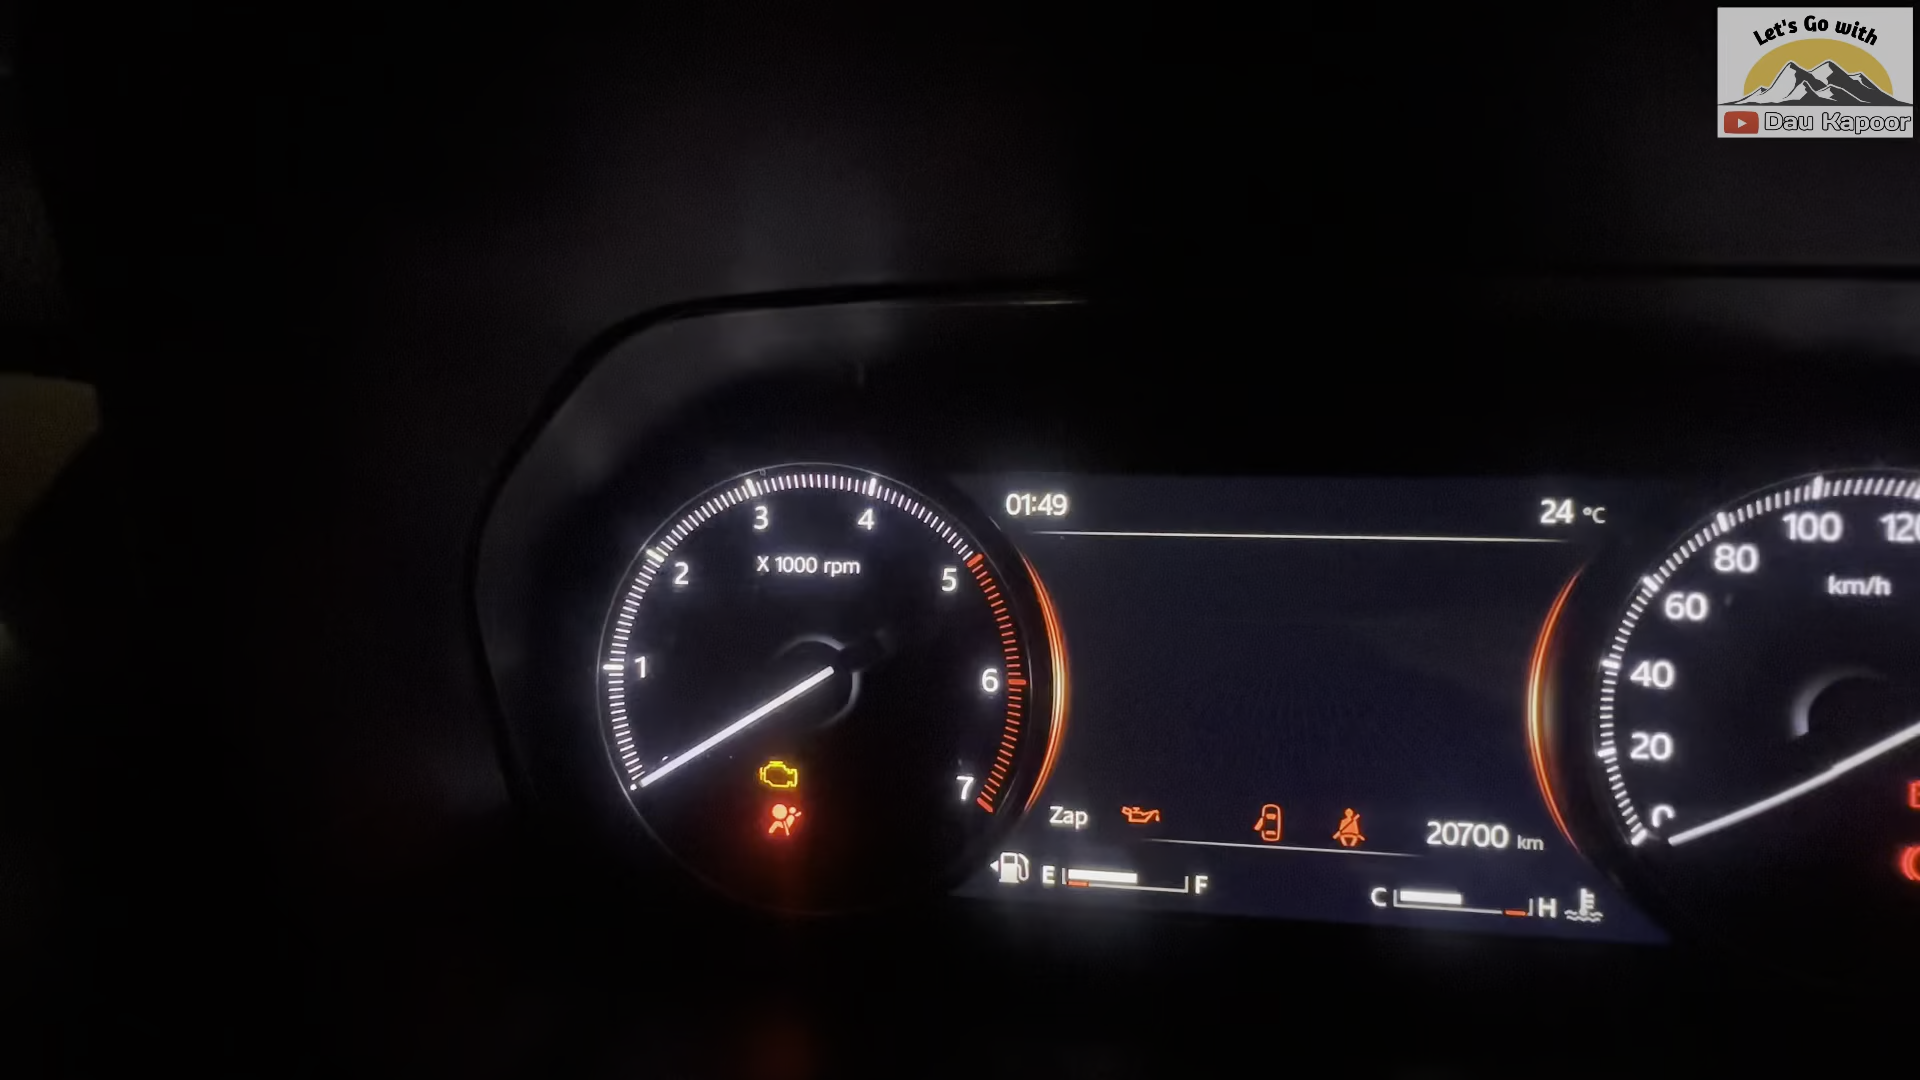 Let's Go with
Dau Kapoor
01:49
24 °C
3 4
2 5
X 1000 rpm
1 6
7
100 120
80
km/h
60
40
20
Zap
20700 km
E F
C H